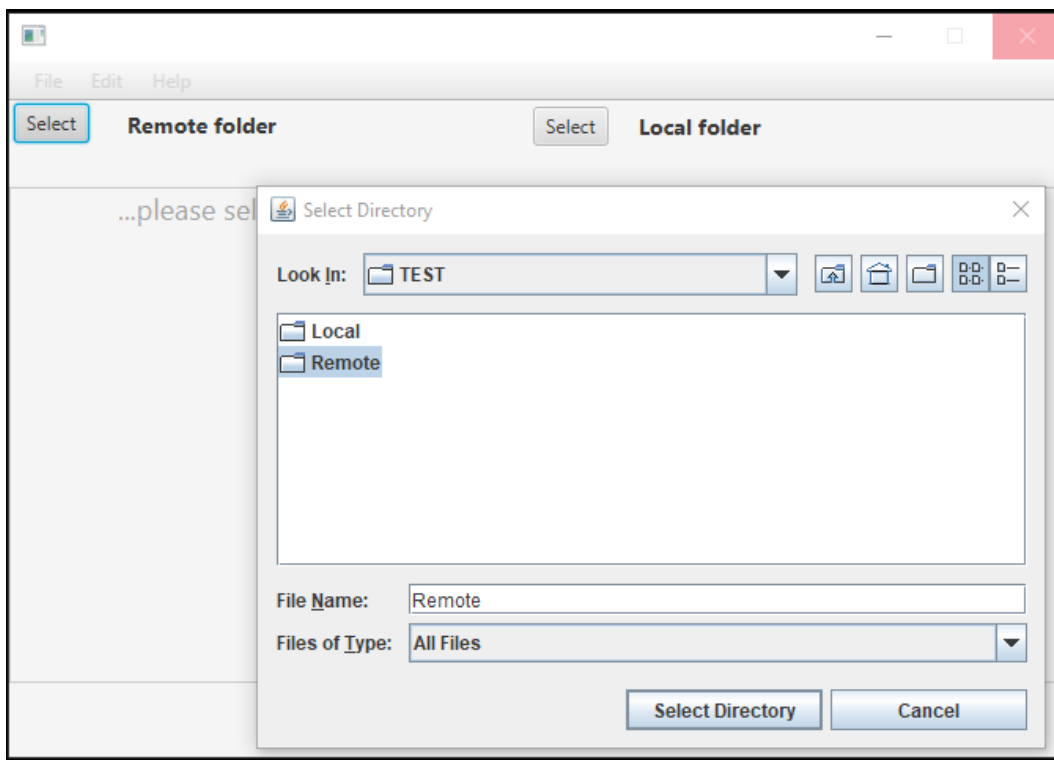 File Edit Help
Select Remote folder Select Local folder
...please sel
Select Directory
Look In: TEST
Local
Remote
File Name: Remote
Files of Type: All Files
Select Directory Cancel